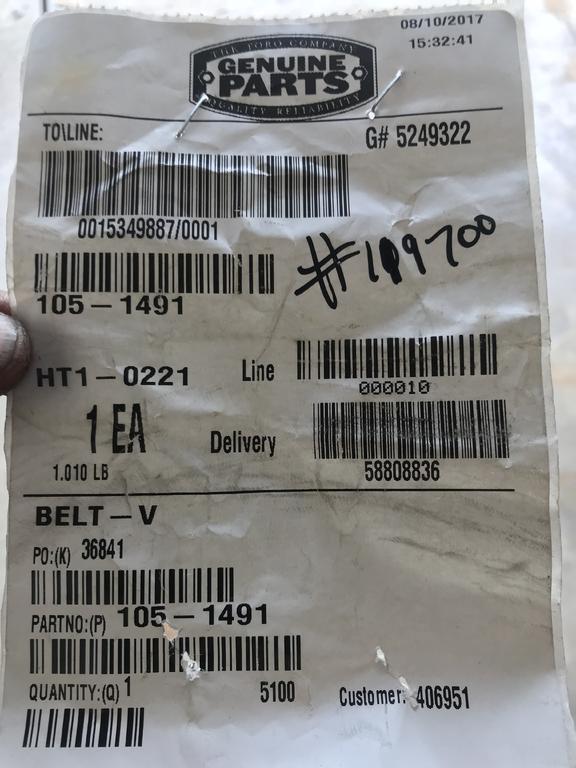 08/10/2017
15:32:41
THE TORO COMPANY
GENUINE
PARTS
QUALITY RELIABILITY
TO\LINE:
G# 5249322
0015349887/0001
105-1491
HT1-0221
Line
000010
1 EA
Delivery
1.010 LB
58808836
BELT-V
PO:(K) 36841
PARTNO:(P) 105-1491
QUANTITY:(Q) 1
5100
Customer: 406951